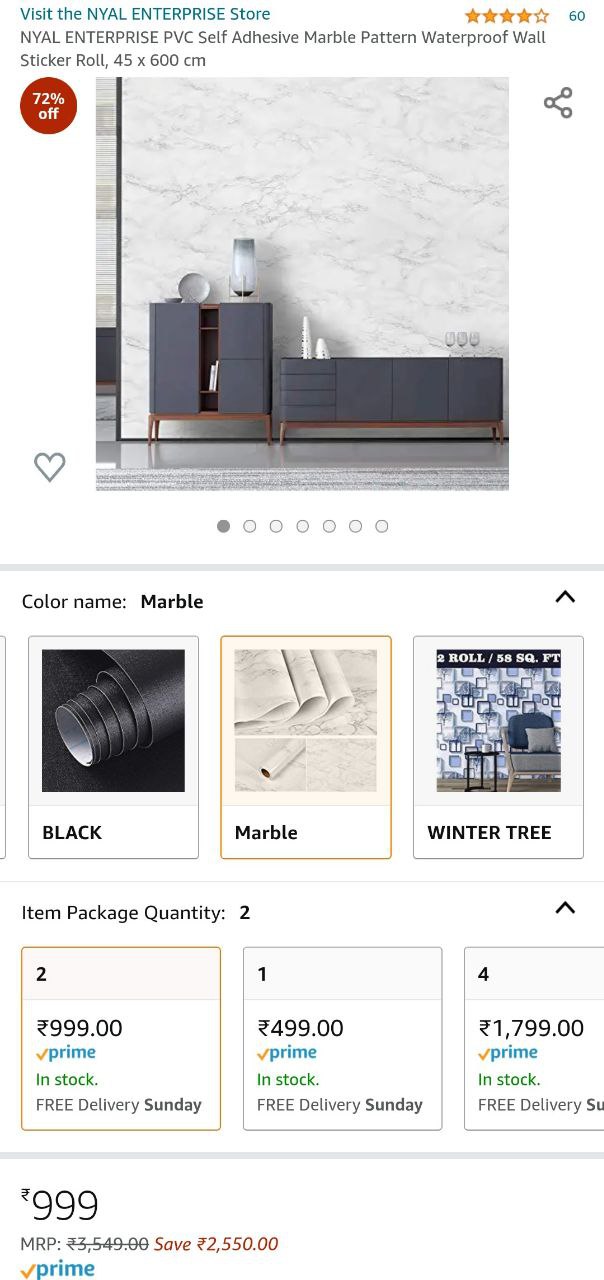 Visit the NYAL ENTERPRISE Store
60
NYAL ENTERPRISE PVC Self Adhesive Marble Pattern Waterproof Wall
Sticker Roll, 45 x 600 cm
72%
off
Color name: Marble
2 ROLL / 58 SQ. FT
BLACK
Marble
WINTER TREE
Item Package Quantity: 2
2
₹999.00
prime
In stock.
FREE Delivery Sunday
1
₹499.00
prime
In stock.
FREE Delivery Sunday
4
₹1,799.00
prime
In stock.
FREE Delivery Su
₹999
MRP: ₹3,549.00 Save ₹2,550.00
prime